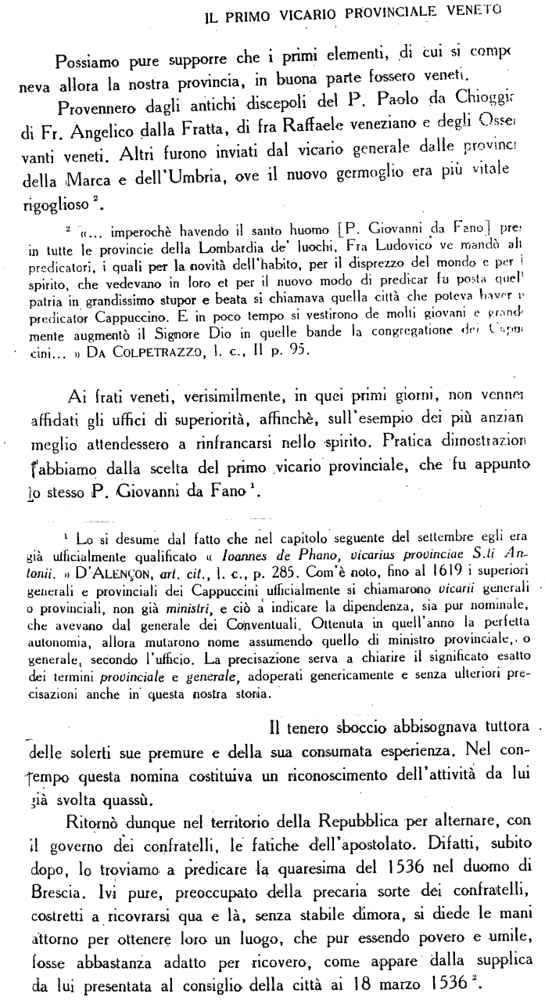 IL PRIMO VICARIO PROVINCIALE VENETO
Possiamo pure supporre che i primi elementi, di cui si compo
neva allora la nostra provincia, in buona parte fossero veneti.
Provennero dagli antichi discepoli del P. Paolo da Chioggia
di Fr. Angelico dalla Fratta, di fra Raffaele veneziano e degli Osser
vanti veneti. Altri furono inviati dal vicario generale dalle provinci
della Marca e dell'Umbria, ove il nuovo germoglio era più vitale
rigoglioso ².
² «... imperochè havendo il santo huomo [P. Giovanni da Fano]
in tutte le provincie della Lombardia de' luochi, Fra Ludovico ve mandò
predicatori, i quali per la novità dell'habito, per il disprezzo del mondo e per
spirito, che vedevano in loro et per il nuovo modo di predicar fu posta quel
patria in grandissimo stupor e beata si chiamava quella città che poteva haver
predicator Cappuccino. E in poco tempo si vestirono de molti giovani e grand
mente augmentò il Signore Dio in quelle bande la congregatione dei
cini... » DA COLPETRAZZO, l. c., II p. 95.
Ai frati veneti, verisimilmente, in quei primi giorni, non venner
affidati gli uffici di superiorità, affinchè, sull'esempio dei più anzian
meglio attendessero a rinfrancarsi nello spirito. Pratica dimostrazion
l'abbiamo dalla scelta del primo vicario provinciale, che fu appunto
lo stesso P. Giovanni da Fano ¹.
¹ Lo si desume dal fatto che nel capitolo seguente del settembre egli era
già ufficialmente qualificato « Ioannes de Phano, vicarius provinciae S.ti An-
tonii. » D'ALENÇON, art. cit., l. c., p. 285. Com'è noto, fino al 1619 i superiori
generali e provinciali dei Cappuccini ufficialmente si chiamarono vicarii generali
o provinciali, non già ministri, e ciò a indicare la dipendenza, sia pur nominale,
che avevano dal generale dei Conventuali. Ottenuta in quell'anno la perfetta
autonomia, allora mutarono nome assumendo quello di ministro provinciale, o
generale, secondo l'ufficio. La precisazione serva a chiarire il significato esatto
dei termini provinciale e generale, adoperati genericamente e senza ulteriori pre-
cisazioni anche in questa nostra storia.
Il tenero sboccio abbisognava tuttora
delle solerti sue premure e della sua consumata esperienza. Nel con-
tempo questa nomina costituiva un riconoscimento dell'attività da lui
già svolta quassù.
Ritornò dunque nel territorio della Repubblica per alternare, con
il governo dei confratelli, le fatiche dell'apostolato. Difatti, subito
dopo, lo troviamo a predicare la quaresima del 1536 nel duomo di
Brescia. Ivi pure, preoccupato della precaria sorte dei confratelli,
costretti a ricovrarsi qua e là, senza stabile dimora, si diede le mani
attorno per ottenere loro un luogo, che pur essendo povero e umile,
fosse abbastanza adatto per ricovero, come appare dalla supplica
da lui presentata al consiglio della città ai 18 marzo 1536 ².